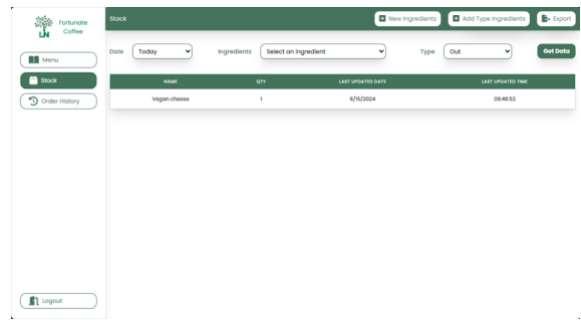 Fortunate
Coffee
LN
Menu
Stock
Order History
Logout
Stock
New Ingredients
Add Type Ingredients
Export
Date
Today
Ingredients
Select an Ingredient
Type
Out
Get Data
NAME QTY LAST UPDATED DATE LAST UPDATED TIME
Vegan cheese 1 6/15/2024 09:46:53